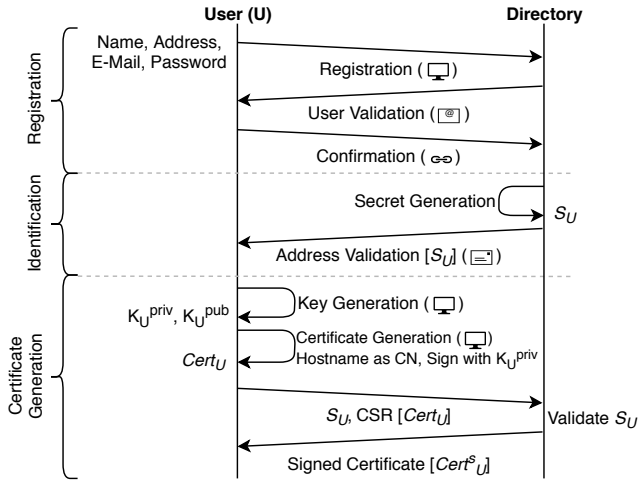 User (U)
Directory
Name, Address,
E-Mail, Password
Registration ( )
User Validation ( @ )
Confirmation ( )
Registration
Secret Generation
S_U
Address Validation [S_U] ( )
Identification
Key Generation ( )
K_U^priv, K_U^pub
Certificate Generation ( )
Hostname as CN, Sign with K_U^priv
Cert_U
Certificate
Generation
S_U, CSR [Cert_U]
Validate S_U
Signed Certificate [Cert^s_U]